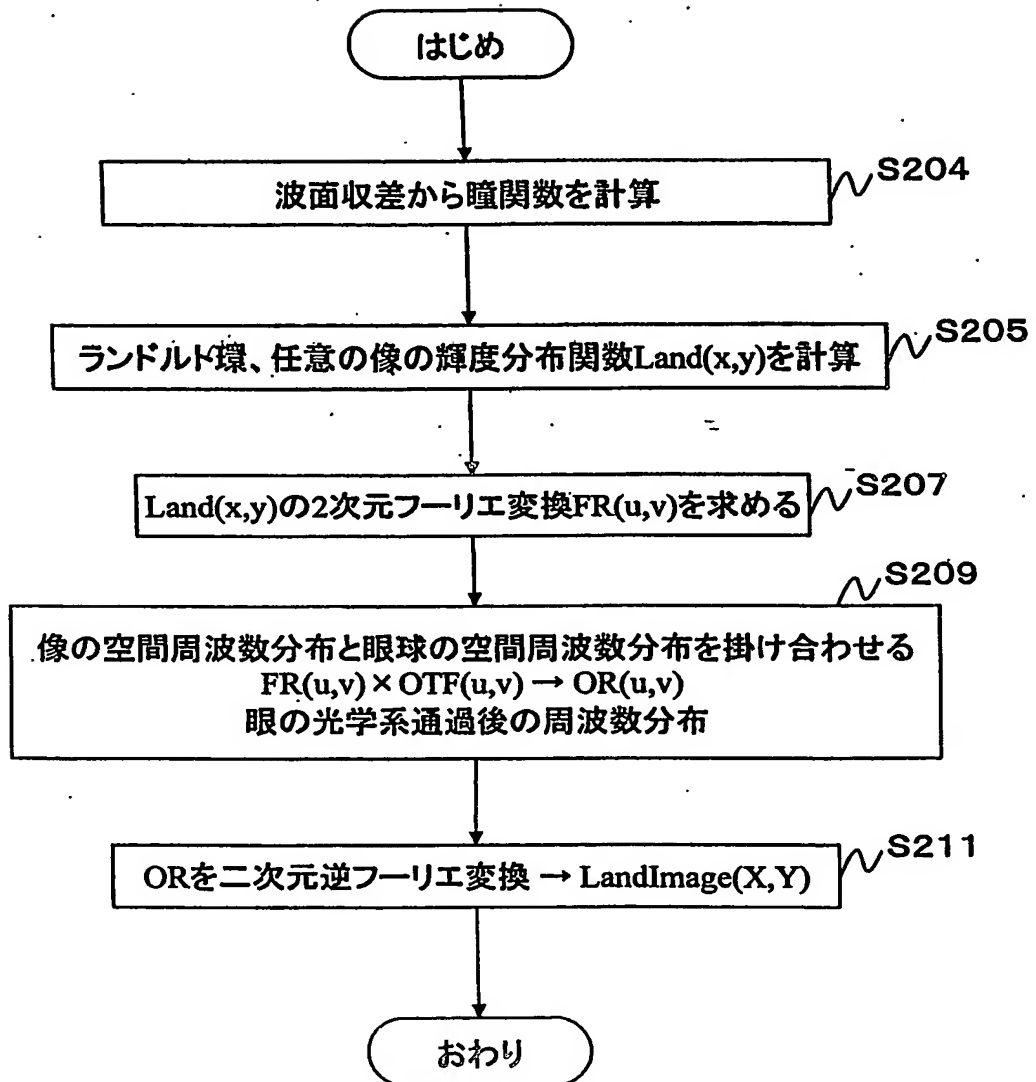 はじめ
波面収差から瞳関数を計算
S204
ランドルト環、任意の像の輝度分布関数Land(x,y)を計算
S205
Land(x,y)の2次元フーリエ変換FR(u,v)を求める
S207
S209
像の空間周波数分布と眼球の空間周波数分布を掛け合わせる
FR(u,v)×OTF(u,v) → OR(u,v)
眼の光学系通過後の周波数分布
ORを二次元逆フーリエ変換 → LandImage(X,Y)
S211
おわり